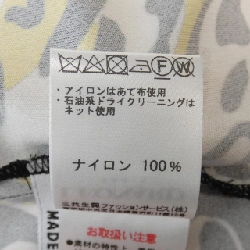 F W
・アイロンはあて布使用
・石油系ドライクリーニングは
ネット使用
ナイロン 100%
MADE
お取扱い注意